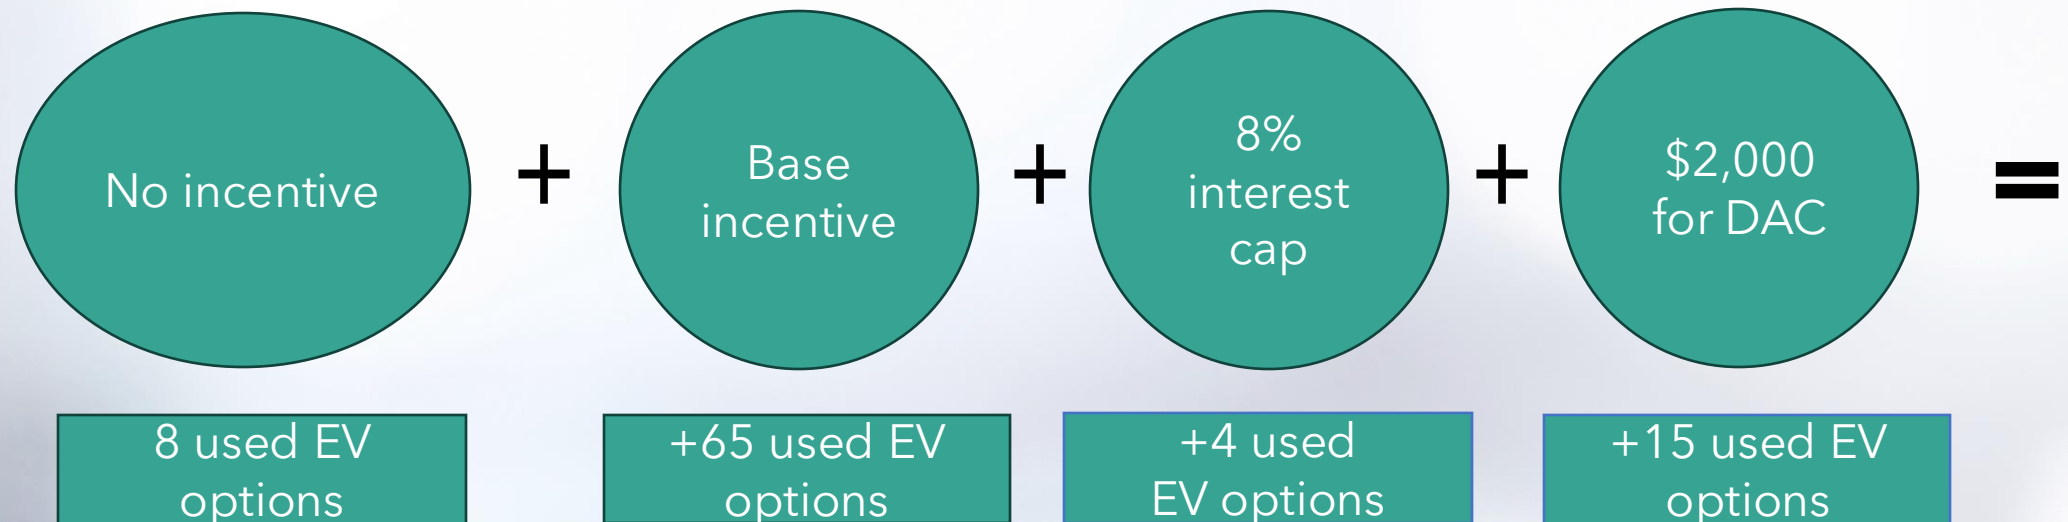 No incentive
+
Base
incentive
+
8%
interest
cap
+
$2,000
for DAC
=
8 used EV
options
+65 used EV
options
+4 used
EV options
+15 used EV
options